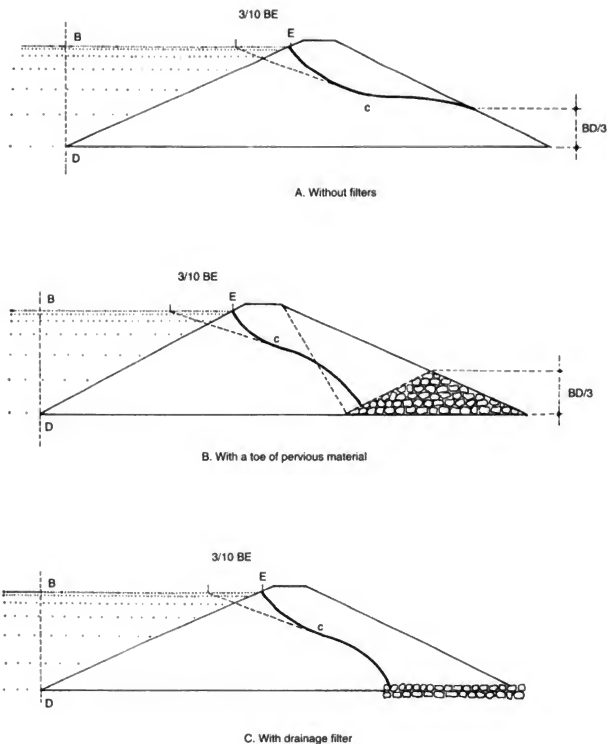 3/10 BE
B
E
c
BD/3
D
A. Without filters
3/10 BE
B
E
c
BD/3
D
B. With a toe of pervious material
3/10 BE
B
E
c
D
C. With drainage filter